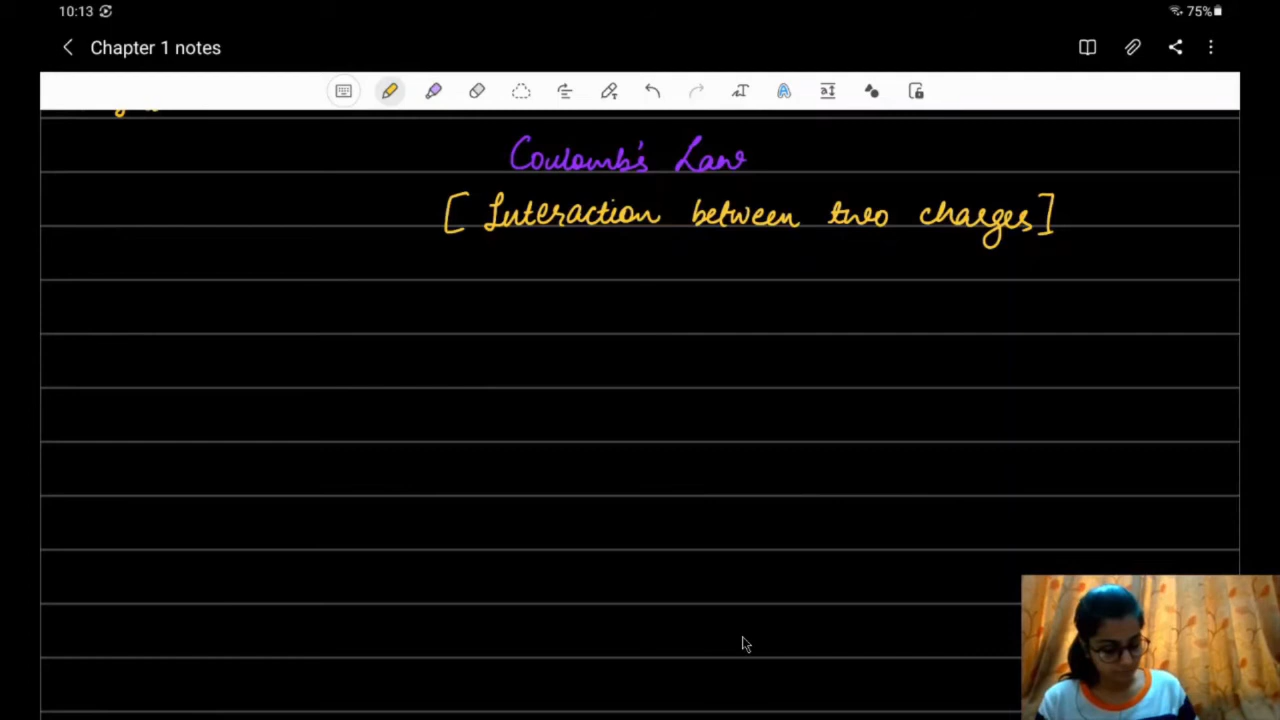 10:13
75%
Chapter 1 notes
Coulomb's Law
[Interaction between two charges]